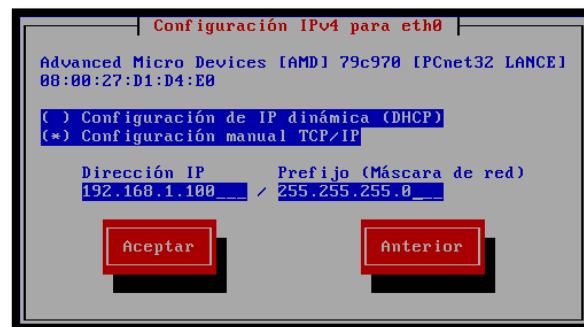 Configuración IPv4 para eth0
Advanced Micro Devices [AMD] 79c970 [PCnet32 LANCE]
08:00:27:D1:D4:E0
( ) Configuración de IP dinámica (DHCP)
(*) Configuración manual TCP/IP
Dirección IP Prefijo (Máscara de red)
192.168.1.100___ / 255.255.255.0___
Aceptar Anterior